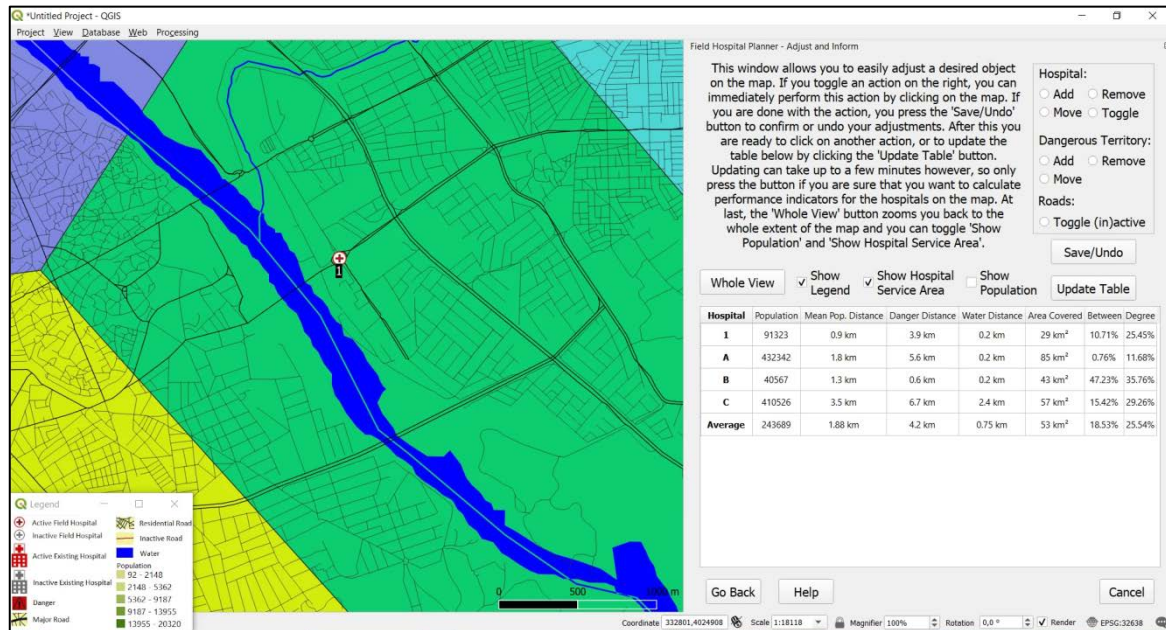 *Untitled Project - QGIS
Project View Database Web Processing
1
0 500 1000 m
Legend
Active Field Hospital
Inactive Field Hospital
Active Existing Hospital
Inactive Existing Hospital
Danger
Major Road
Residential Road
Inactive Road
Water
Population
92 - 2148
2148 - 5362
5362 - 9187
9187 - 13955
13955 - 20320
Field Hospital Planner - Adjust and Inform
This window allows you to easily adjust a desired object
on the map. If you toggle an action on the right, you can
immediately perform this action by clicking on the map. If
you are done with the action, you press the 'Save/Undo'
button to confirm or undo your adjustments. After this you
are ready to click on another action, or to update the
table below by clicking the 'Update Table' button.
Updating can take up to a few minutes however, so only
press the button if you are sure that you want to calculate
performance indicators for the hospitals on the map. At
last, the 'Whole View' button zooms you back to the
whole extent of the map and you can toggle 'Show
Population' and 'Show Hospital Service Area'.
Hospital:
Add Remove
Move Toggle
Dangerous Territory:
Add Remove
Move
Roads:
Toggle (in)active
Save/Undo
Whole View
Show
Legend
Show Hospital
Service Area
Show
Population
Update Table
Hospital Population Mean Pop. Distance Danger Distance Water Distance Area Covered Between Degree
1 91323 0.9 km 3.9 km 0.2 km 29 km² 10.71% 25.45%
A 432342 1.8 km 5.6 km 0.2 km 85 km² 0.76% 11.68%
B 40567 1.3 km 0.6 km 0.2 km 43 km² 47.23% 35.76%
C 410526 3.5 km 6.7 km 2.4 km 57 km² 15.42% 29.26%
Average 243689 1.88 km 4.2 km 0.75 km 53 km² 18.53% 25.54%
Go Back Help Cancel
Coordinate 332801,4024908 Scale 1:18118 Magnifier 100% Rotation 0,0 ° Render EPSG:32638